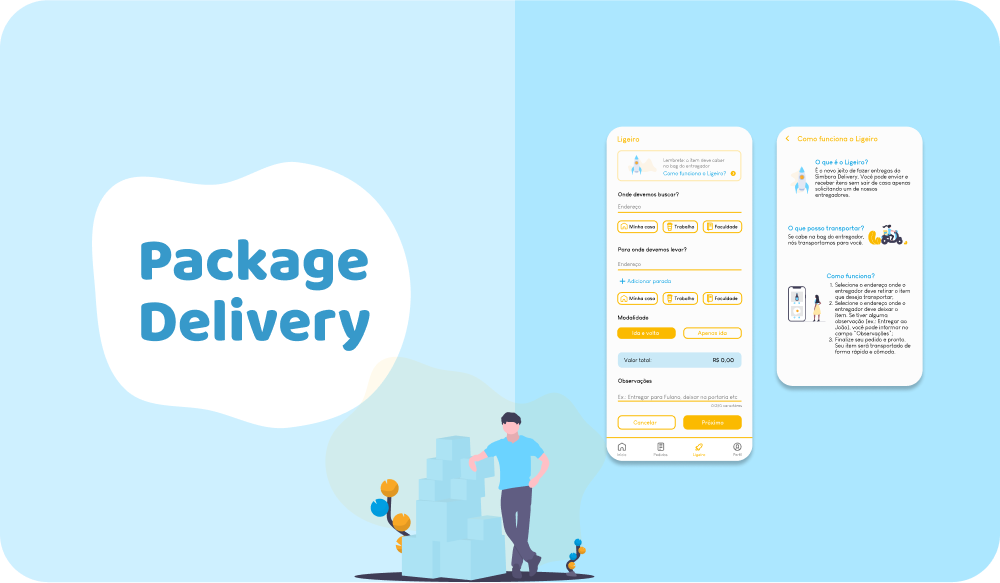 Package
Delivery
Ligeiro
Lembrete: o item deve caber
na bag do entregador
Como funciona o Ligeiro?
Onde devemos buscar?
Endereço
Minha casa
Trabalho
Faculdade
Para onde devemos levar?
Endereço
+ Adicionar parada
Minha casa
Trabalho
Faculdade
Modalidade
Ida e volta
Apenas ida
Valor total:
R$ 0,00
Observações
Ex.: Entregar para Fulano, deixar na portaria etc
Cancelar
Próximo
Início
Pedidos
Ligeiro
Perfil
Como funciona o Ligeiro
O que é o Ligeiro?
É o novo jeito de fazer entregas da
Simbora Delivery. Você pode enviar e
receber itens sem sair de casa apenas
solicitando um de nossos
entregadores.
O que posso transportar?
Se cabe na bag do entregador,
nós transportamos para você.
Como funciona?
1. Selecione o endereço onde o
entregador deve retirar o item
que deseja transportar;
2. Selecione o endereço onde o
entregador deve deixar o
item. Se tiver alguma
observação (ex.: Entregar ao
João), você pode informar no
campo "Observações";
3. Finalize seu pedido e pronto.
Seu item será transportado de
forma rápida e cômoda.